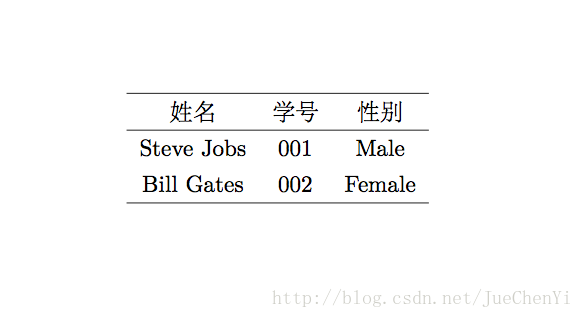 姓名 学号 性别
Steve Jobs 001 Male
Bill Gates 002 Female
http://blog.csdn.net/JueChenYi